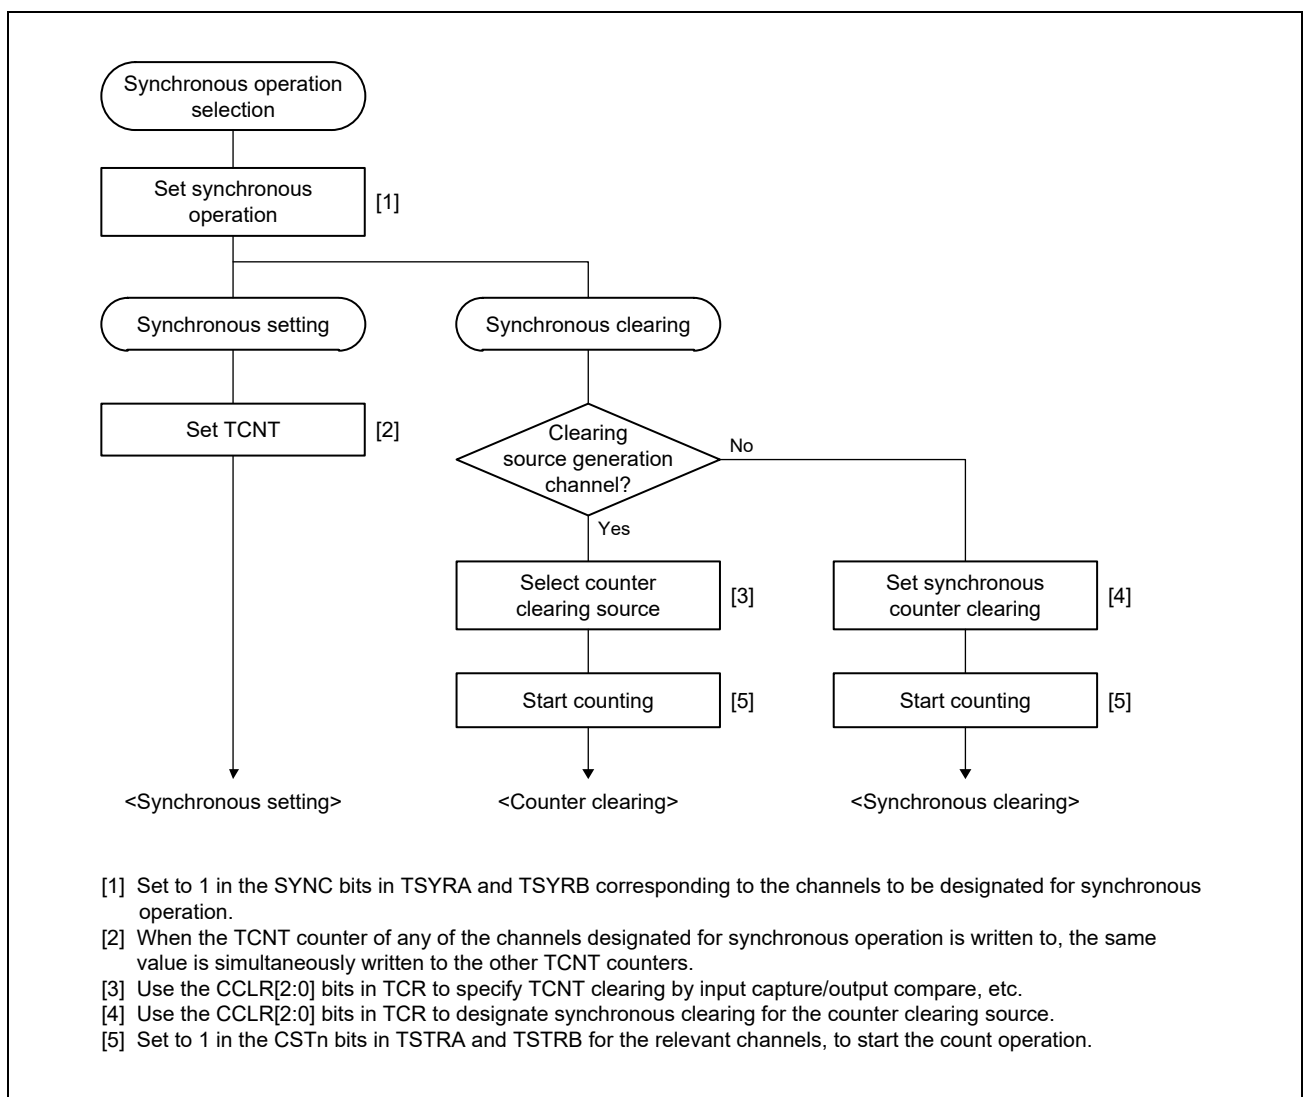 Synchronous operation
selection
Set synchronous
operation
[1]
Synchronous setting
Synchronous clearing
Set TCNT
[2]
Clearing
source generation
channel?
No
Yes
Select counter
clearing source
[3]
Set synchronous
counter clearing
[4]
Start counting
[5]
Start counting
[5]
<Synchronous setting>
<Counter clearing>
<Synchronous clearing>
[1] Set to 1 in the SYNC bits in TSYRA and TSYRB corresponding to the channels to be designated for synchronous
operation.
[2] When the TCNT counter of any of the channels designated for synchronous operation is written to, the same
value is simultaneously written to the other TCNT counters.
[3] Use the CCLR[2:0] bits in TCR to specify TCNT clearing by input capture/output compare, etc.
[4] Use the CCLR[2:0] bits in TCR to designate synchronous clearing for the counter clearing source.
[5] Set to 1 in the CSTn bits in TSTRA and TSTRB for the relevant channels, to start the count operation.